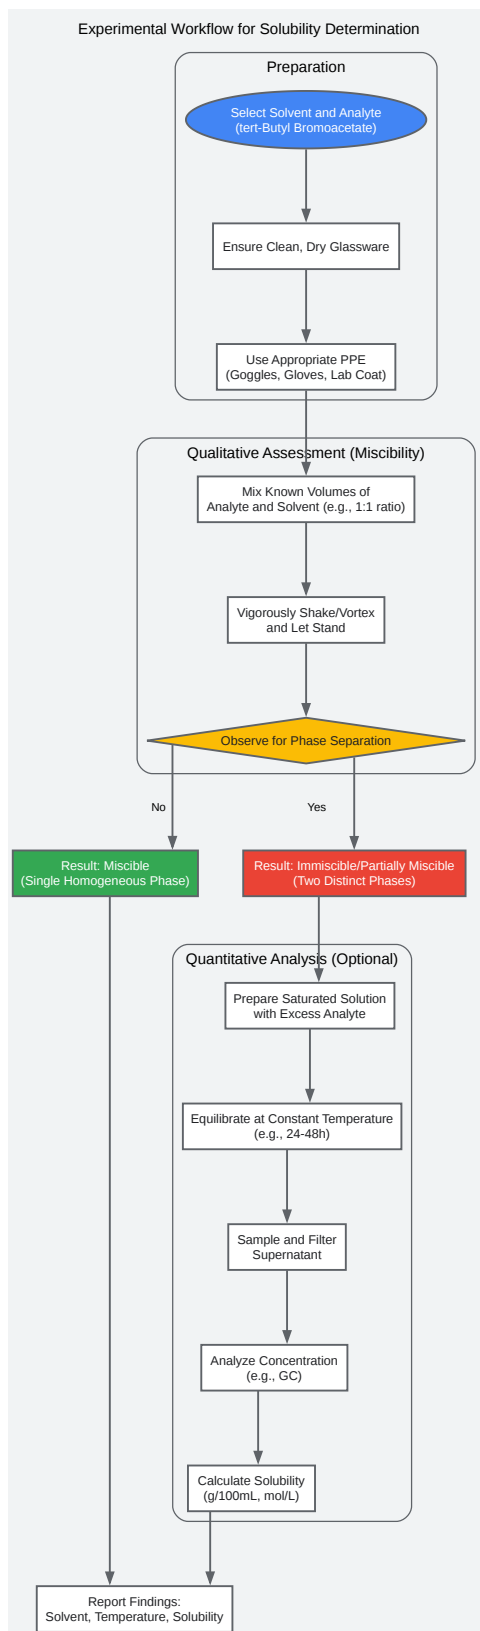 Experimental Workflow for Solubility Determination
Preparation
Select Solvent and Analyte
(tert-Butyl Bromoacetate)
Ensure Clean, Dry Glassware
Use Appropriate PPE
(Goggles, Gloves, Lab Coat)
Qualitative Assessment (Miscibility)
Mix Known Volumes of
Analyte and Solvent (e.g., 1:1 ratio)
Vigorously Shake/Vortex
and Let Stand
Observe for Phase Separation
No
Yes
Result: Miscible
(Single Homogeneous Phase)
Result: Immiscible/Partially Miscible
(Two Distinct Phases)
Quantitative Analysis (Optional)
Prepare Saturated Solution
with Excess Analyte
Equilibrate at Constant Temperature
(e.g., 24-48h)
Sample and Filter
Supernatant
Analyze Concentration
(e.g., GC)
Calculate Solubility
(g/100mL, mol/L)
Report Findings:
Solvent, Temperature, Solubility